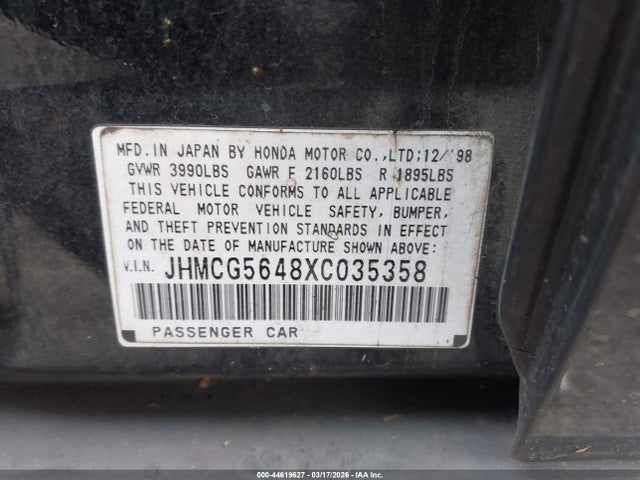 MFD. IN JAPAN BY HONDA MOTOR CO., LTD; 12/'98
GVWR 3990LBS GAWR F 2160LBS R 1895LBS
THIS VEHICLE CONFORMS TO ALL APPLICABLE
FEDERAL MOTOR VEHICLE SAFETY, BUMPER,
AND THEFT PREVENTION STANDARDS IN EFFECT
ON THE DATE OF MANUFACTURE SHOWN ABOVE:
V.I.N. JHMCG5648XC035358
PASSENGER CAR
000-44619627 - 03/17/2026 - IAA Inc.